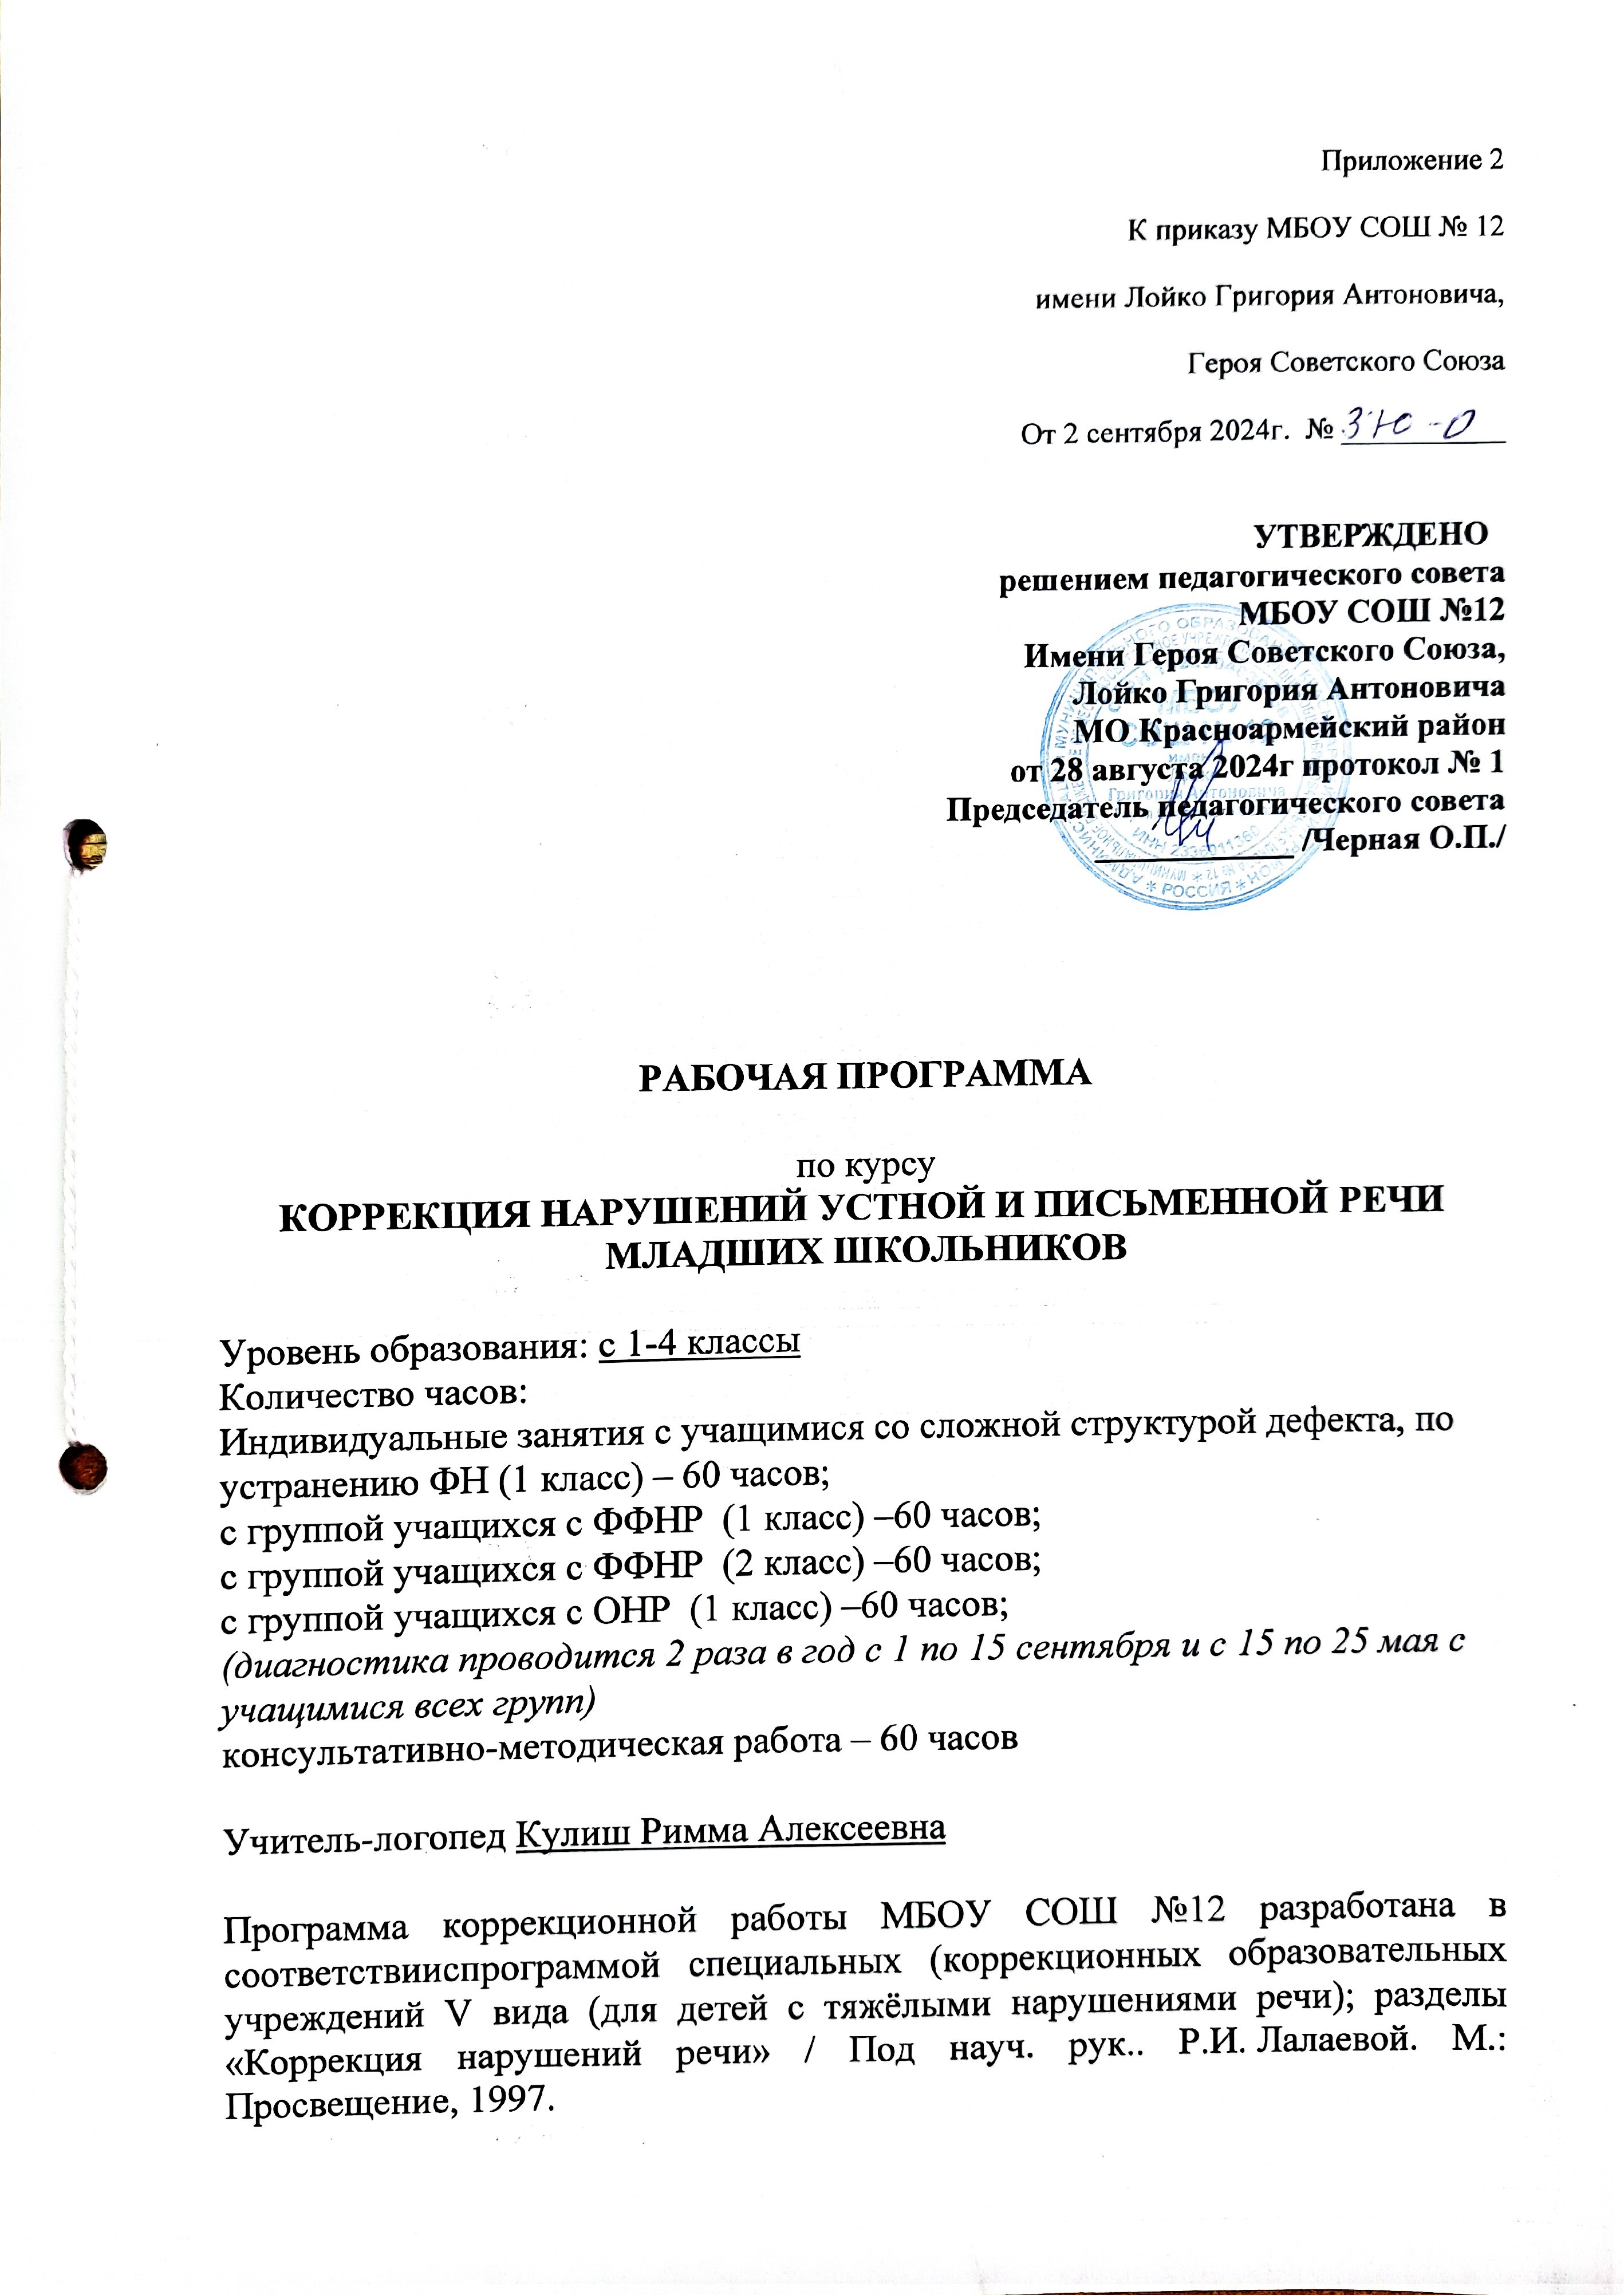 Приложение 2
К приказу МБОУ СОШ № 12
имени Лойко Григория Антоновича,
Героя Советского Союза
От 2 сентября 2024г. №
УТВЕРЖДЕНО
решением педагогического совета
МБОУ СОШ №12
Имени Героя Советского Союза,
Лойко Григория Антоновича
МО Красноармейский район
от 28 августа 2024г протокол № 1
Председатель педагогического совета
/Черная О.П./
РАБОЧАЯ ПРОГРАММА
по курсу
КОРРЕКЦИЯ НАРУШЕНИЙ УСТНОЙ И ПИСЬМЕННОЙ РЕЧИ
МЛАДШИХ ШКОЛЬНИКОВ
Уровень образования: с 1-4 классы
Количество часов:
Индивидуальные занятия с учащимися со сложной структурой дефекта, по
устранению ФН (1 класс) – 60 часов;
с группой учащихся с ФФНР (1 класс) –60 часов;
с группой учащихся с ФФНР (2 класс) –60 часов;
с группой учащихся с ОНР (1 класс) –60 часов;
(диагностика проводится 2 раза в год с 1 по 15 сентября и с 15 по 25 мая с
учащимися всех групп)
консультативно-методическая работа – 60 часов
Учитель-логопед Кулиш Римма Алексеевна
Программа коррекционной работы МБОУ СОШ №12 разработана в
соответствииспрограммой специальных (коррекционных образовательных
учреждений V вида (для детей с тяжёлыми нарушениями речи); разделы
«Коррекция нарушений речи» / Под науч. рук.. Р.И. Лалаевой. М.:
Просвещение, 1997.